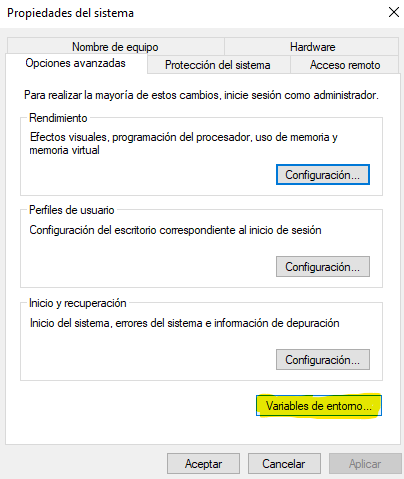 Propiedades del sistema
Nombre de equipo
Hardware
Opciones avanzadas
Protección del sistema
Acceso remoto
Para realizar la mayoría de estos cambios, inicie sesión como administrador.
Rendimiento
Efectos visuales, programación del procesador, uso de memoria y
memoria virtual
Configuración...
Perfiles de usuario
Configuración del escritorio correspondiente al inicio de sesión
Configuración...
Inicio y recuperación
Inicio del sistema, errores del sistema e información de depuración
Configuración...
Variables de entorno...
Aceptar
Cancelar
Aplicar